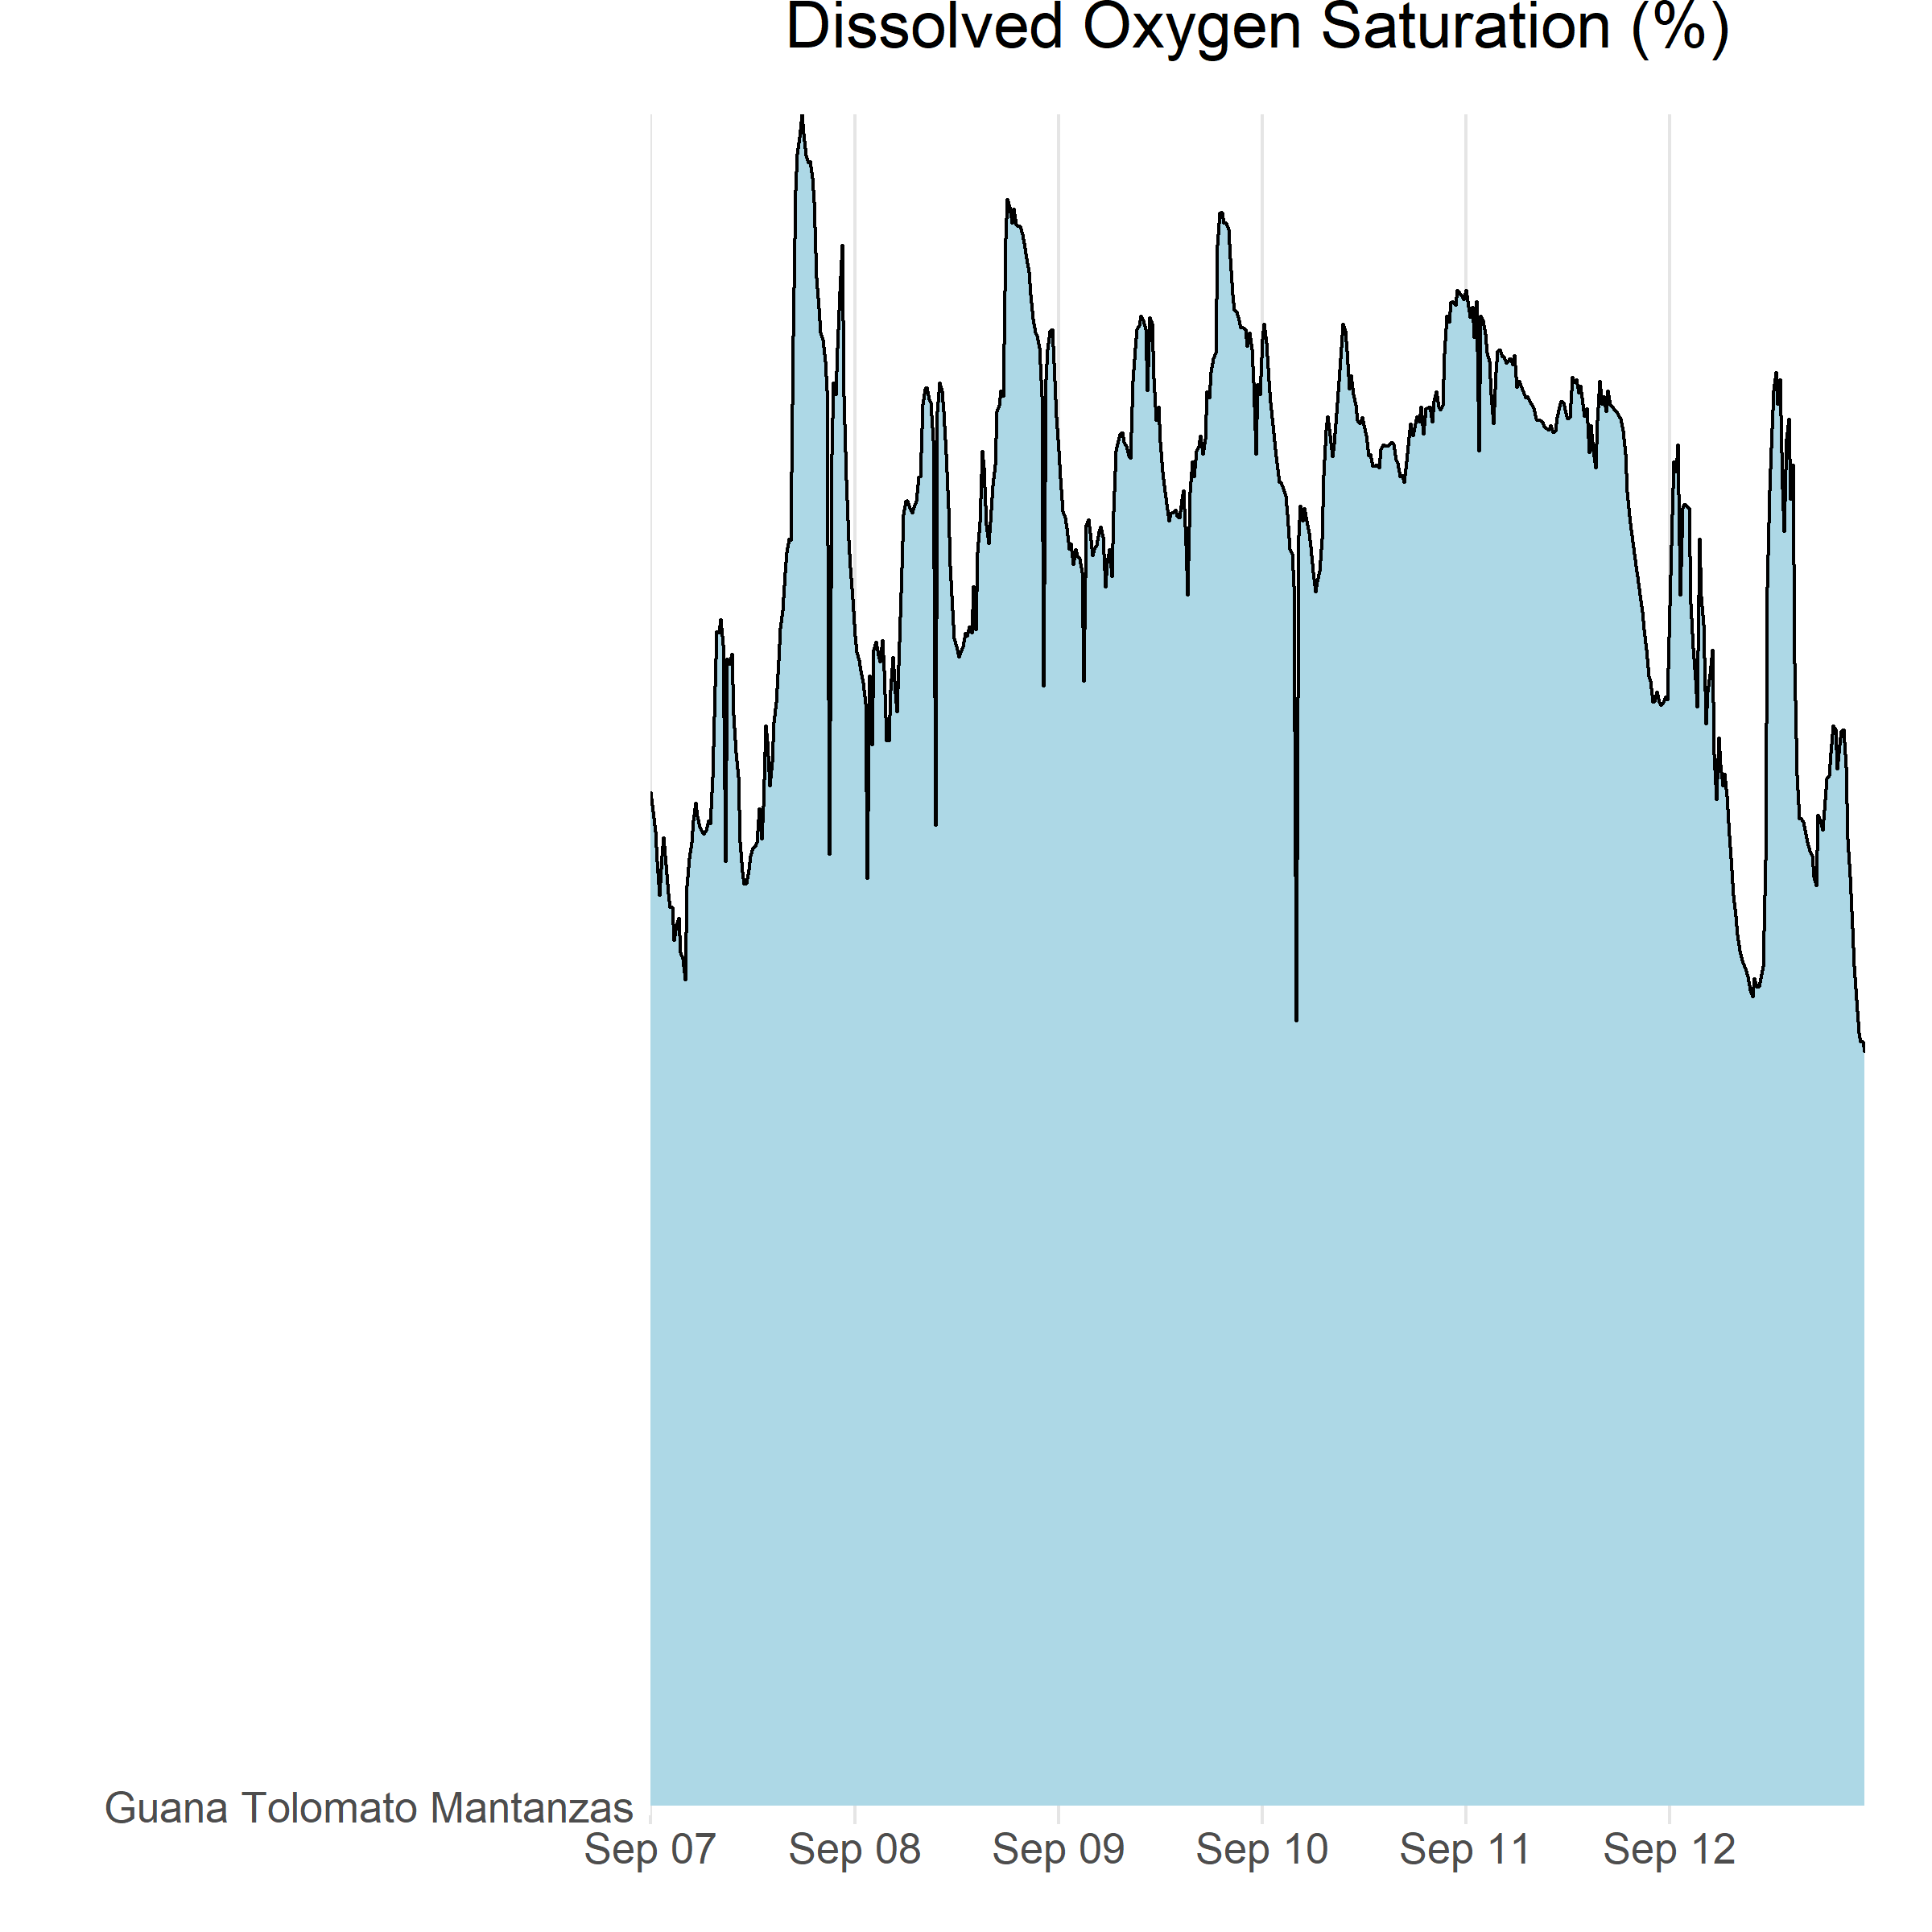 Dissolved Oxygen Saturation (%)
Guana Tolomato Mantanzas
Sep 07 Sep 08 Sep 09 Sep 10 Sep 11 Sep 12